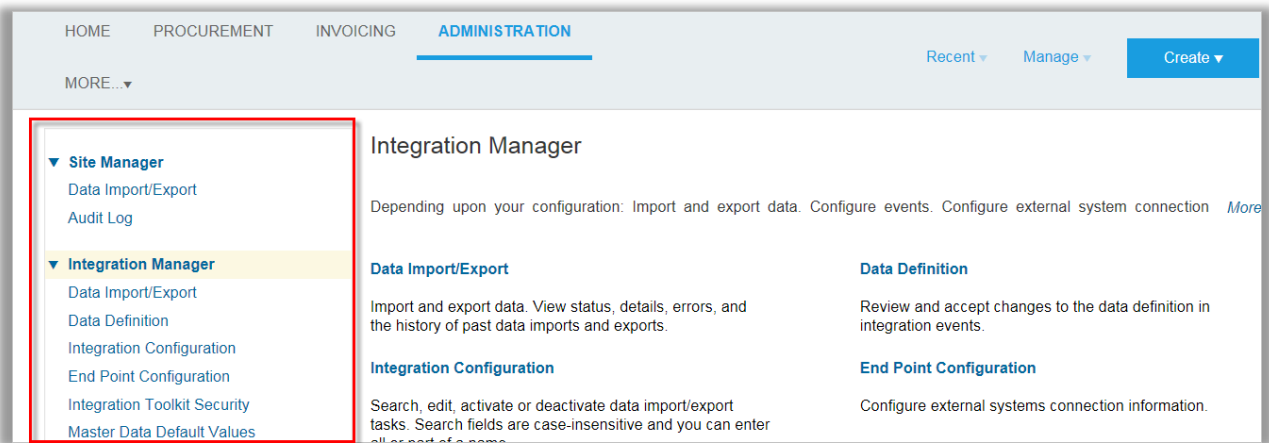 HOME PROCUREMENT INVOICING ADMINISTRATION
MORE...▾
Recent ▾ Manage ▾ Create ▾
▼ Site Manager
Data Import/Export
Audit Log
▼ Integration Manager
Data Import/Export
Data Definition
Integration Configuration
End Point Configuration
Integration Toolkit Security
Master Data Default Values
Integration Manager
Depending upon your configuration: Import and export data. Configure events. Configure external system connection More
Data Import/Export
Import and export data. View status, details, errors, and
the history of past data imports and exports.
Data Definition
Review and accept changes to the data definition in
integration events.
Integration Configuration
Search, edit, activate or deactivate data import/export
tasks. Search fields are case-insensitive and you can enter
all or part of a name
End Point Configuration
Configure external systems connection information.